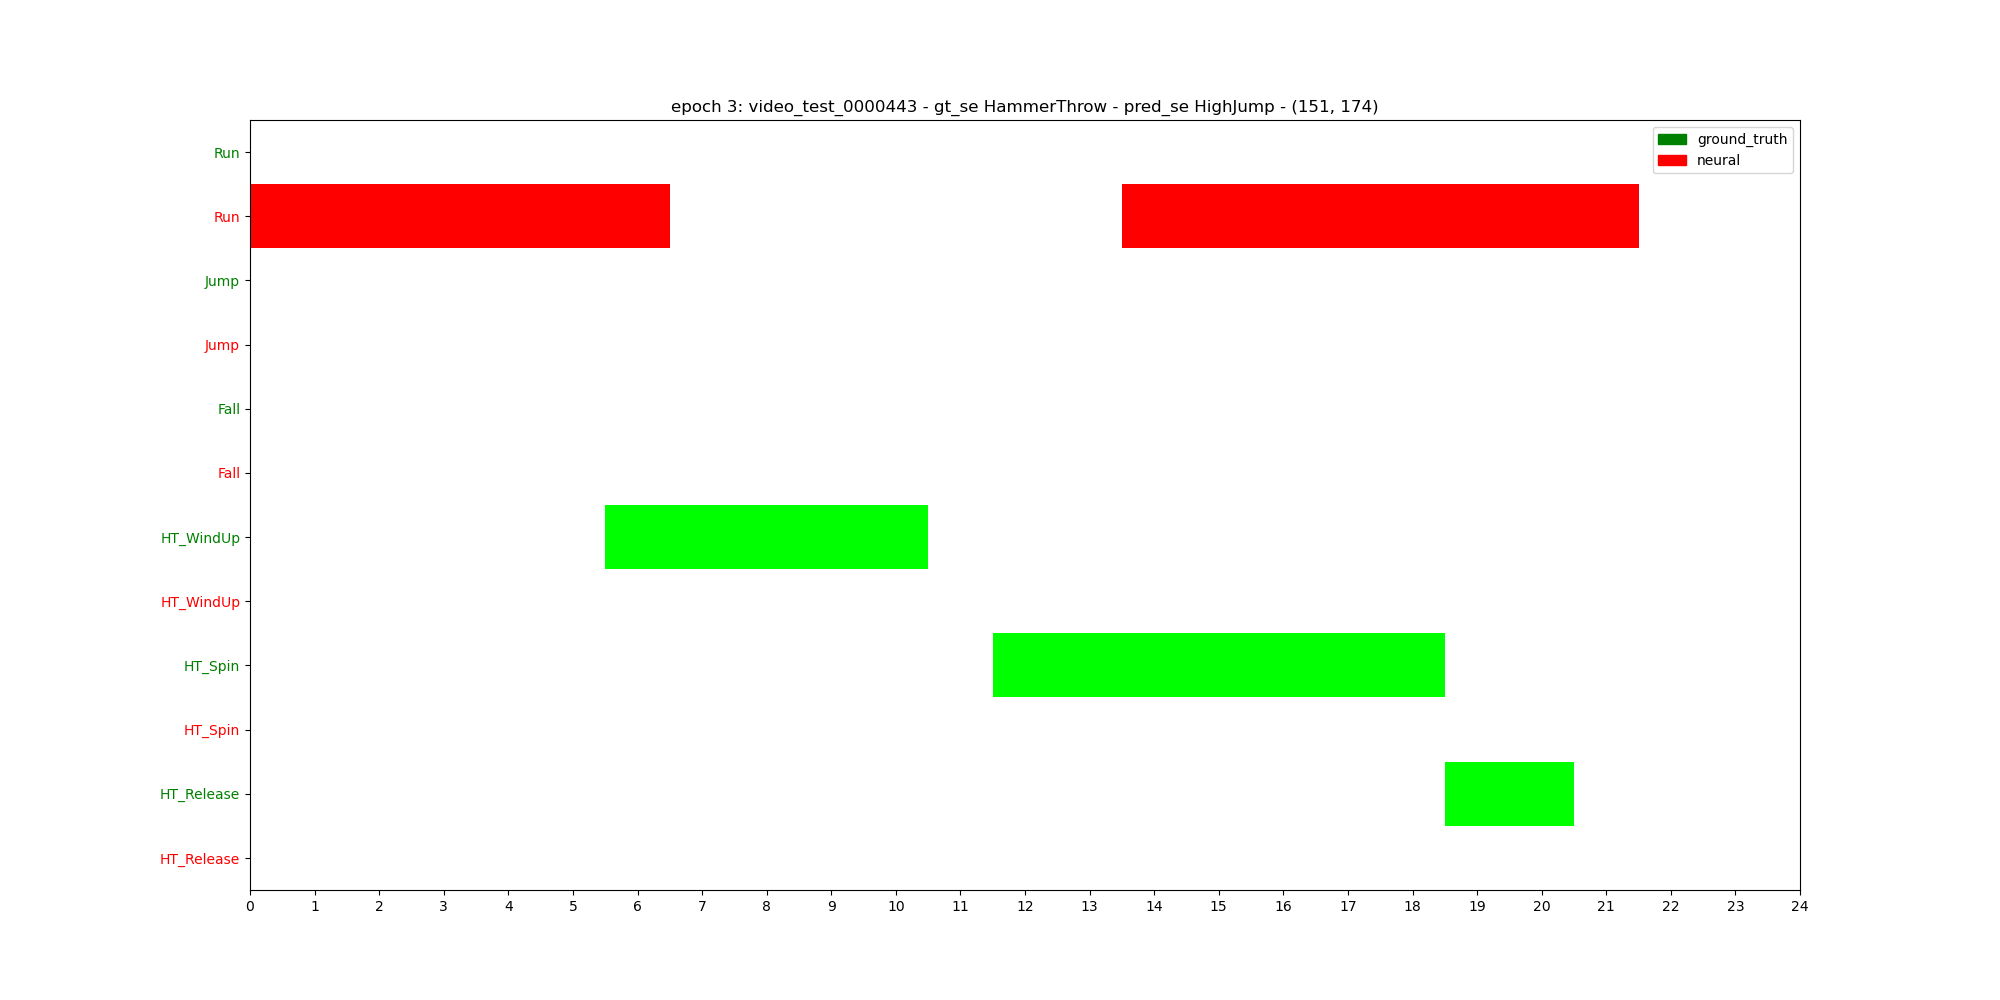 epoch 3: video_test_0000443 - gt_se HammerThrow - pred_se HighJump - (151, 174)
ground_truth
neural
Run
Run
Jump
Jump
Fall
Fall
HT_WindUp
HT_WindUp
HT_Spin
HT_Spin
HT_Release
HT_Release
0 1 2 3 4 5 6 7 8 9 10 11 12 13 14 15 16 17 18 19 20 21 22 23 24